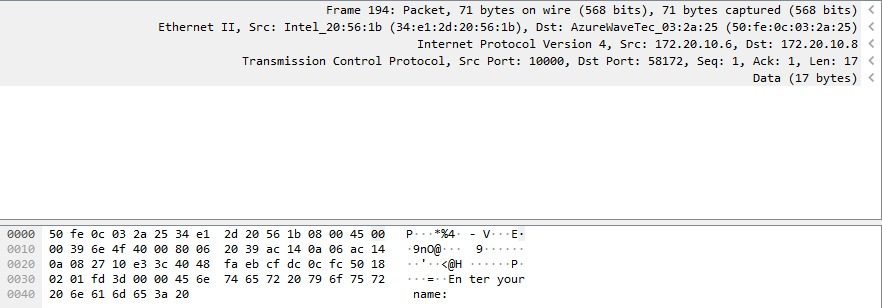 Frame 194: Packet, 71 bytes on wire (568 bits), 71 bytes captured (568 bits)
Ethernet II, Src: Intel_20:56:1b (34:e1:2d:20:56:1b), Dst: AzureWaveTec_03:2a:25 (50:fe:0c:03:2a:25)
Internet Protocol Version 4, Src: 172.20.10.6, Dst: 172.20.10.8
Transmission Control Protocol, Src Port: 10000, Dst Port: 58172, Seq: 1, Ack: 1, Len: 17
Data (17 bytes)
0000 50 fe 0c 03 2a 25 34 e1 2d 20 56 1b 08 00 45 00 P···*%4· - V···E·
0010 00 39 6e 4f 40 00 80 06 20 39 ac 14 0a 06 ac 14 ·9nO@··· 9······
0020 0a 08 27 10 e3 3c 40 48 fa eb cf dc 0c fc 50 18 ··'··<@H ······P·
0030 02 01 fd 3d 00 00 45 6e 74 65 72 20 79 6f 75 72 ···=··En ter your
0040 20 6e 61 6d 65 3a 20 name: